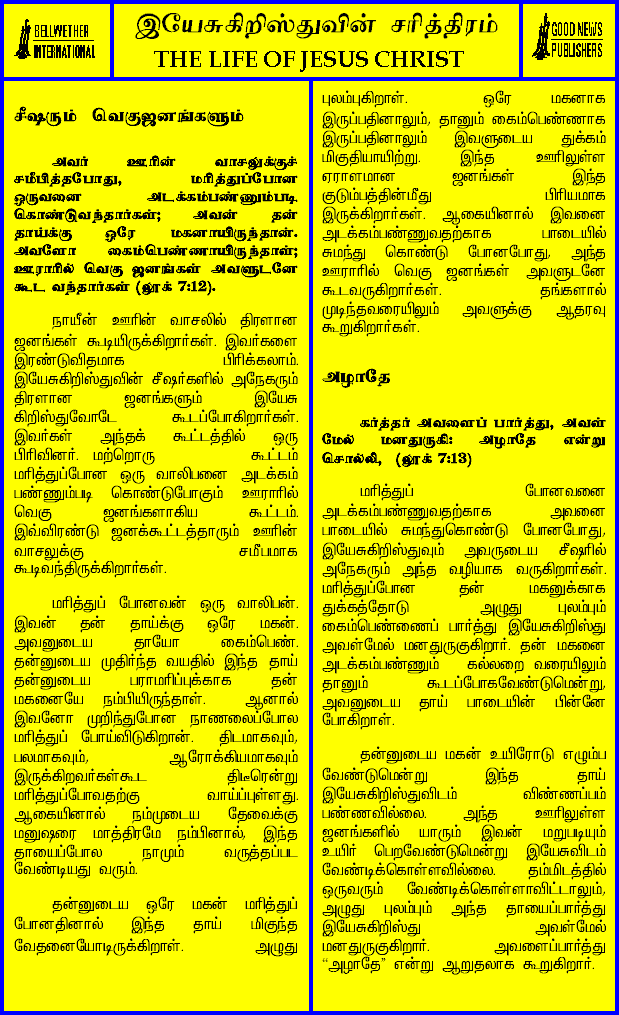 BELLWETHER
INTERNATIONAL
இயேசுகிறிஸ்துவின் சரித்திரம்
THE LIFE OF JESUS CHRIST
GOOD NEWS
PUBLISHERS
சீஷரும் வெகுஜனங்களும்
அவர் ஊரின் வாசலுக்குச்
சமீபித்தபோது, மரித்துப்போன
ஒருவனை அடக்கம்பண்ணும்படி
கொண்டுவந்தார்கள்; அவன் தன்
தாய்க்கு ஒரே மகனாயிருந்தான்.
அவளோ கைம்பெண்ணாயிருந்தாள்;
ஊராரில் வெகு ஜனங்கள் அவளுடனே
கூட வந்தார்கள் (லூக் 7:12).
நாயீன் ஊரின் வாசலில் திரளான
ஜனங்கள் கூடியிருக்கிறார்கள். இவர்களை
இரண்டுவிதமாக பிரிக்கலாம்.
இயேசுகிறிஸ்துவின் சீஷர்களில் அநேகரும்
திரளான ஜனங்களும் இயேசு
கிறிஸ்துவோடே கூடப்போகிறார்கள்.
இவர்கள் அந்தக் கூட்டத்தில் ஒரு
பிரிவினர். மற்றொரு கூட்டம்
மரித்துப்போன ஒரு வாலிபனை அடக்கம்
பண்ணும்படி கொண்டுபோகும் ஊராரில்
வெகு ஜனங்களாகிய கூட்டம்.
இவ்விரண்டு ஜனக்கூட்டத்தாரும் ஊரின்
வாசலுக்கு சமீபமாக
கூடிவந்திருக்கிறார்கள்.
மரித்துப் போனவன் ஒரு வாலிபன்.
இவன் தன் தாய்க்கு ஒரே மகன்.
அவனுடைய தாயோ கைம்பெண்.
தன்னுடைய முதிர்ந்த வயதில் இந்த தாய்
தன்னுடைய பராமரிப்புக்காக தன்
மகனையே நம்பியிருந்தாள். ஆனால்
இவனோ முறிந்துபோன நாணலைப்போல
மரித்துப் போய்விடுகிறான். திடமாகவும்,
பலமாகவும், ஆரோக்கியமாகவும்
இருக்கிறவர்கள்கூட திடீரென்று
மரித்துப்போவதற்கு வாய்ப்புள்ளது.
ஆகையினால் நம்முடைய தேவைக்கு
மனுஷரை மாத்திரமே நம்பினால், இந்த
தாயைப்போல நாமும் வருத்தப்பட
வேண்டியது வரும்.
தன்னுடைய ஒரே மகன் மரித்துப்
போனதினால் இந்த தாய் மிகுந்த
வேதனையோடிருக்கிறாள். அழுது
புலம்புகிறாள். ஒரே மகனாக
இருப்பதினாலும், தானும் கைம்பெண்ணாக
இருப்பதினாலும் இவளுடைய துக்கம்
மிகுதியாயிற்று. இந்த ஊரிலுள்ள
ஏராளமான ஜனங்கள் இந்த
குடும்பத்தின்மீது பிரியமாக
இருக்கிறார்கள். ஆகையினால் இவனை
அடக்கம்பண்ணுவதற்காக பாடையில்
சுமந்து கொண்டு போனபோது, அந்த
ஊராரில் வெகு ஜனங்கள் அவளுடனே
கூடவருகிறார்கள். தங்களால்
முடிந்தவரையிலும் அவளுக்கு ஆதரவு
கூறுகிறார்கள்.
அழாதே
கர்த்தர் அவளைப் பார்த்து, அவள்
மேல் மனதுருகி: அழாதே என்று
சொல்லி, (லூக் 7:13)
மரித்துப் போனவனை
அடக்கம்பண்ணுவதற்காக அவனை
பாடையில் சுமந்துகொண்டு போனபோது,
இயேசுகிறிஸ்துவும் அவருடைய சீஷரில்
அநேகரும் அந்த வழியாக வருகிறார்கள்.
மரித்துப்போன தன் மகனுக்காக
துக்கத்தோடு அழுது புலம்பும்
கைம்பெண்ணைப் பார்த்து இயேசுகிறிஸ்து
அவள்மேல் மனதுருகுகிறார். தன் மகனை
அடக்கம்பண்ணும் கல்லறை வரையிலும்
தானும் கூடப்போகவேண்டுமென்று,
அவனுடைய தாய் பாடையின் பின்னே
போகிறாள்.
தன்னுடைய மகன் உயிரோடு எழும்ப
வேண்டுமென்று இந்த தாய்
இயேசுகிறிஸ்துவிடம் விண்ணப்பம்
பண்ணவில்லை. அந்த ஊரிலுள்ள
ஜனங்களில் யாரும் இவன் மறுபடியும்
உயிர் பெறவேண்டுமென்று இயேசுவிடம்
வேண்டிக்கொள்ளவில்லை. தம்மிடத்தில்
ஒருவரும் வேண்டிக்கொள்ளாவிட்டாலும்,
அழுது புலம்பும் அந்த தாயைப்பார்த்து
இயேசுகிறிஸ்து அவள்மேல்
மனதுருகுகிறார். அவளைப்பார்த்து
“அழாதே” என்று ஆறுதலாக கூறுகிறார்.